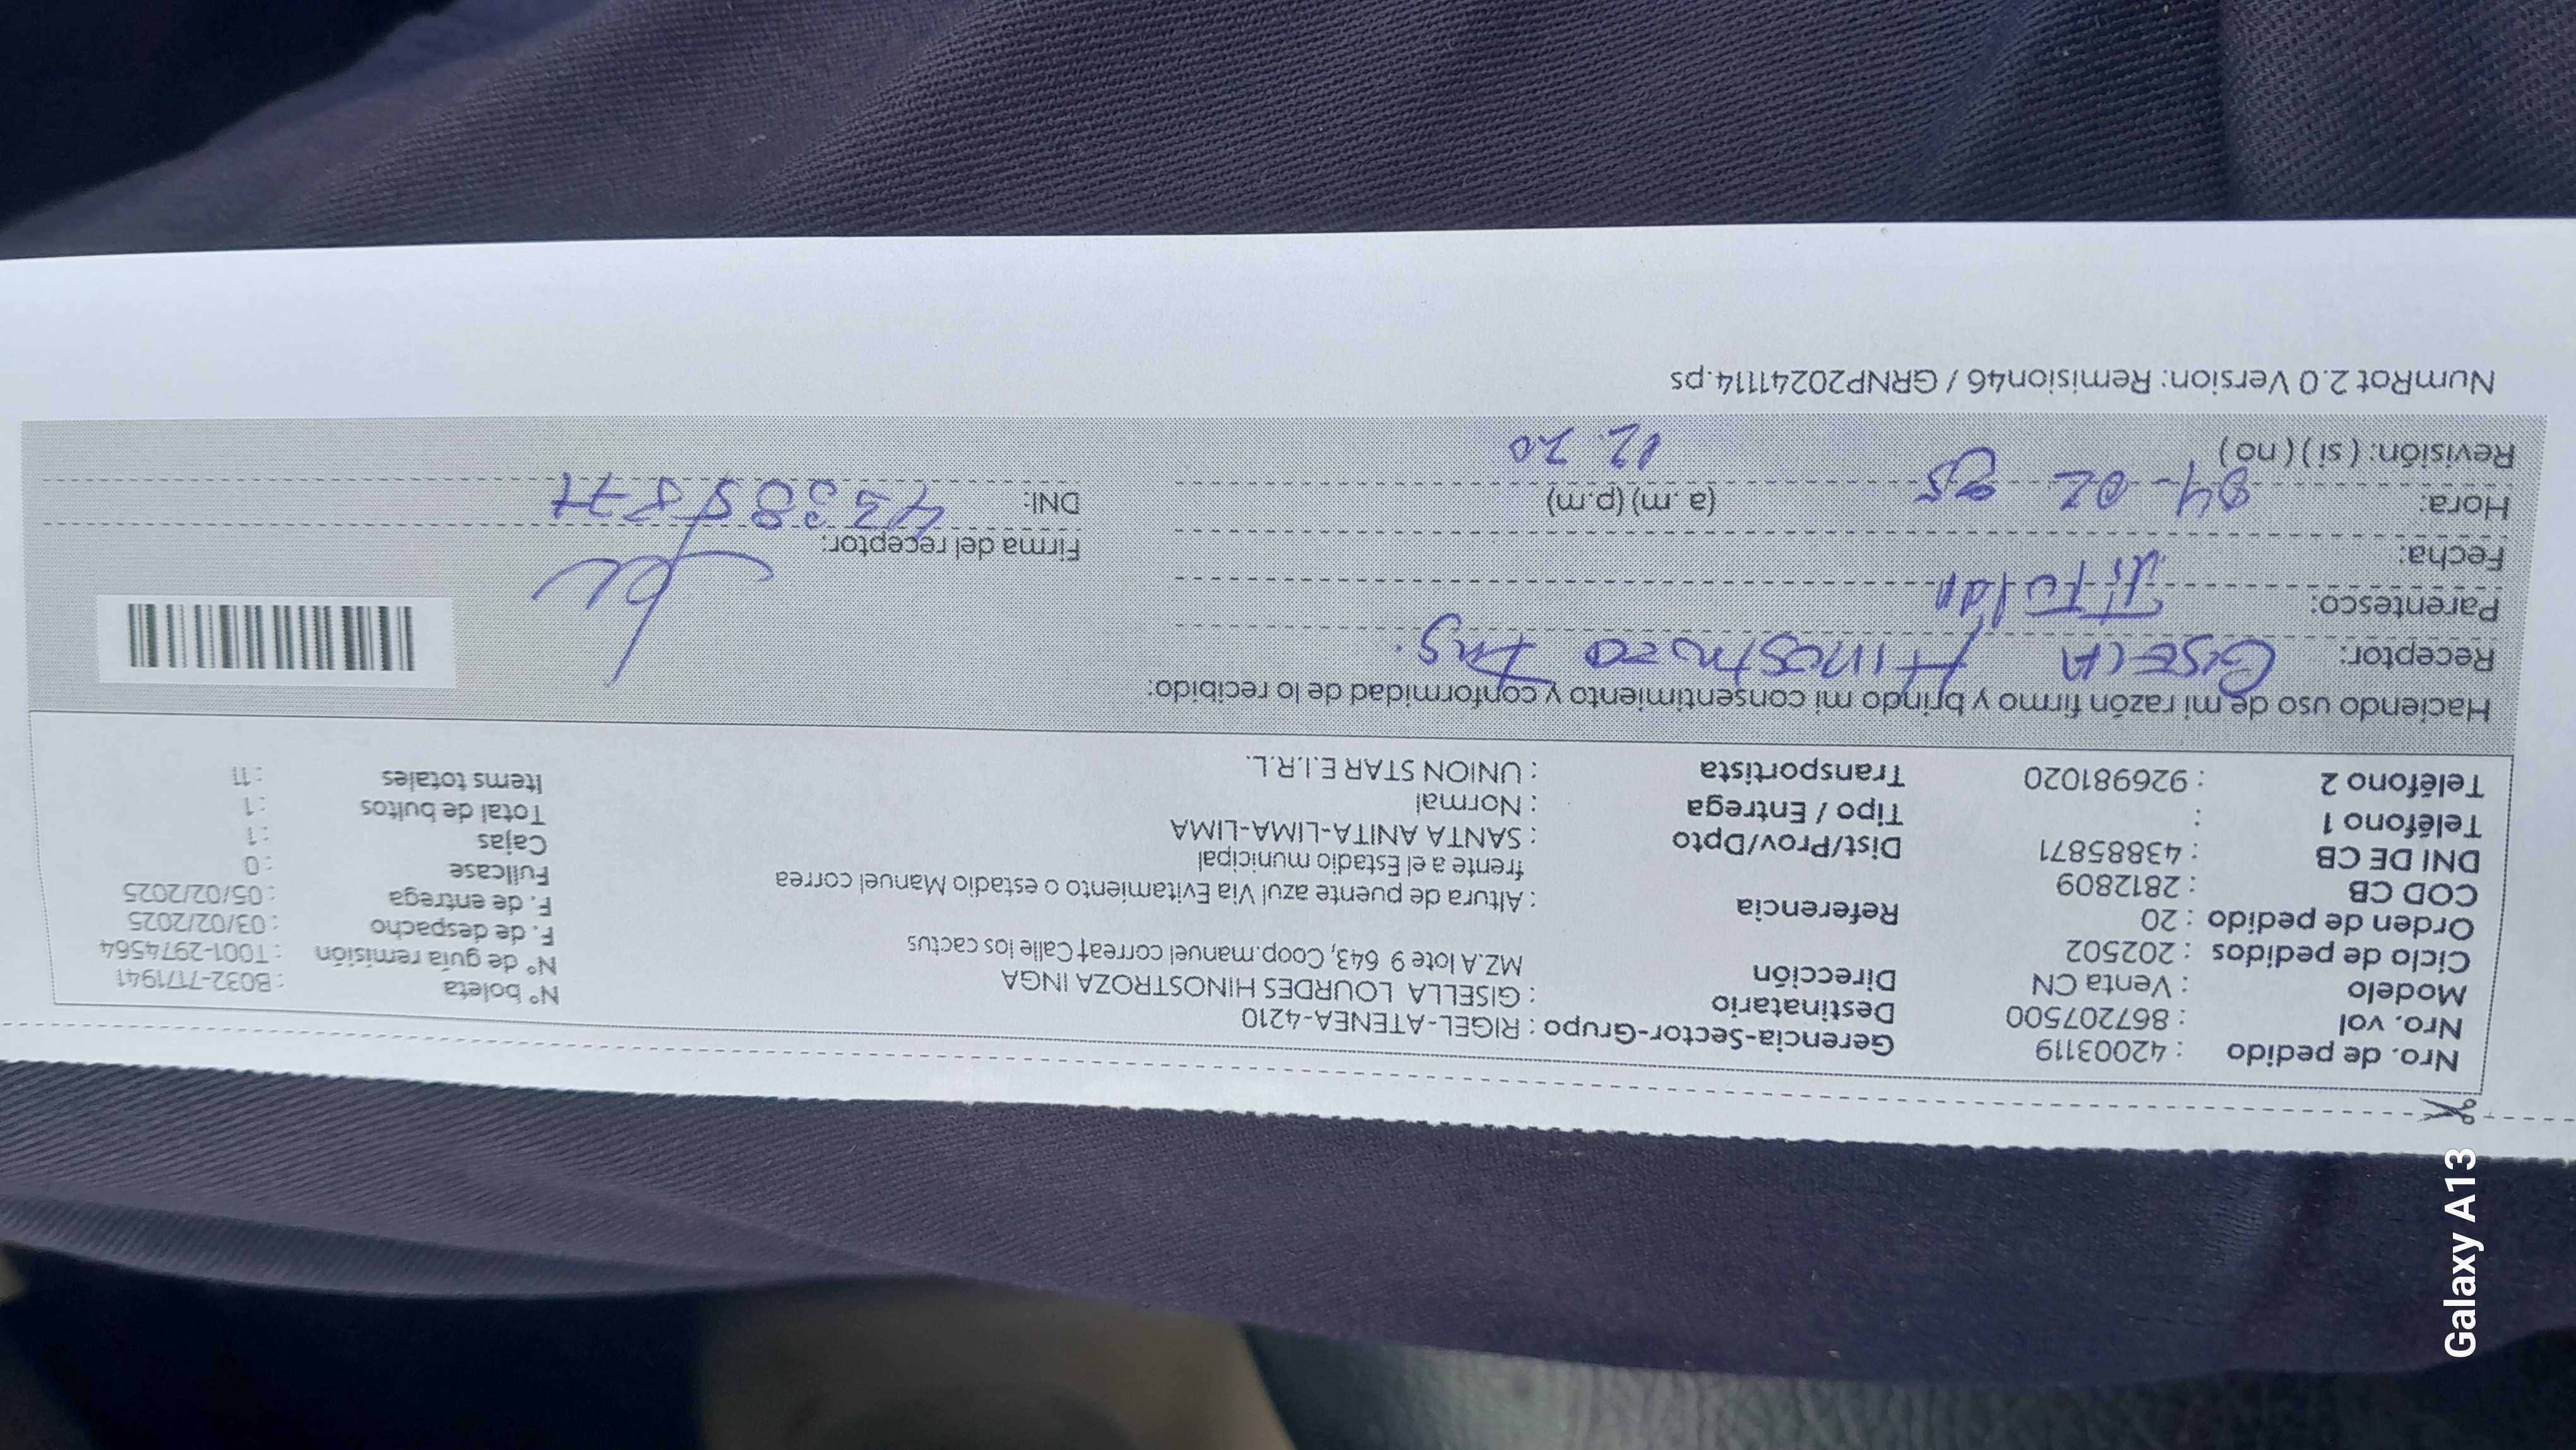 Nro. de pedido : 42003119 Gerencia-Sector-Grupo : RIGEL-ATENEA-4210 N° boleta : B032-7171941
Nro. vol : 867207500 Destinatario : GISELLA LOURDES HINOSTROZA INGA N° de guía remisión : T001-2974564
Modelo : Venta CN Dirección MZ.A lote 9 643, Coop.manuel correa† Calle los cactus F. de despacho : 03/02/2025
Ciclo de pedidos : 202502 F. de entrega : 05/02/2025
Orden de pedido : 20 Referencia : Altura de puente azul Via Evitamiento o estadio Manuel correa Fullcase : 0
COD CB : 2812809 frente a el Estadio municipal Cajas : 1
DNI DE CB : 43885871 Dist/Prov/Dpto : SANTA ANITA-LIMA-LIMA Total de bultos : 1
Teléfono 1 : Tipo / Entrega : Normal Items totales : 11
Teléfono 2 : 926981020 Transportista : UNION STAR E.I.R.L.
Haciendo uso de mi razón firmo y brindo mi consentimiento y conformidad de lo recibido:
Receptor: Hinostroza Ing.
Parentesco: Titular
Fecha: Firma del receptor:
Hora: 04-02 25 (a.m) (p.m) DNI: 43885871
Revisión: ( si ) ( no ) 12.20
NumRot 2.0 Version: Remision46 / GRNP20241114.ps
Galaxy A13